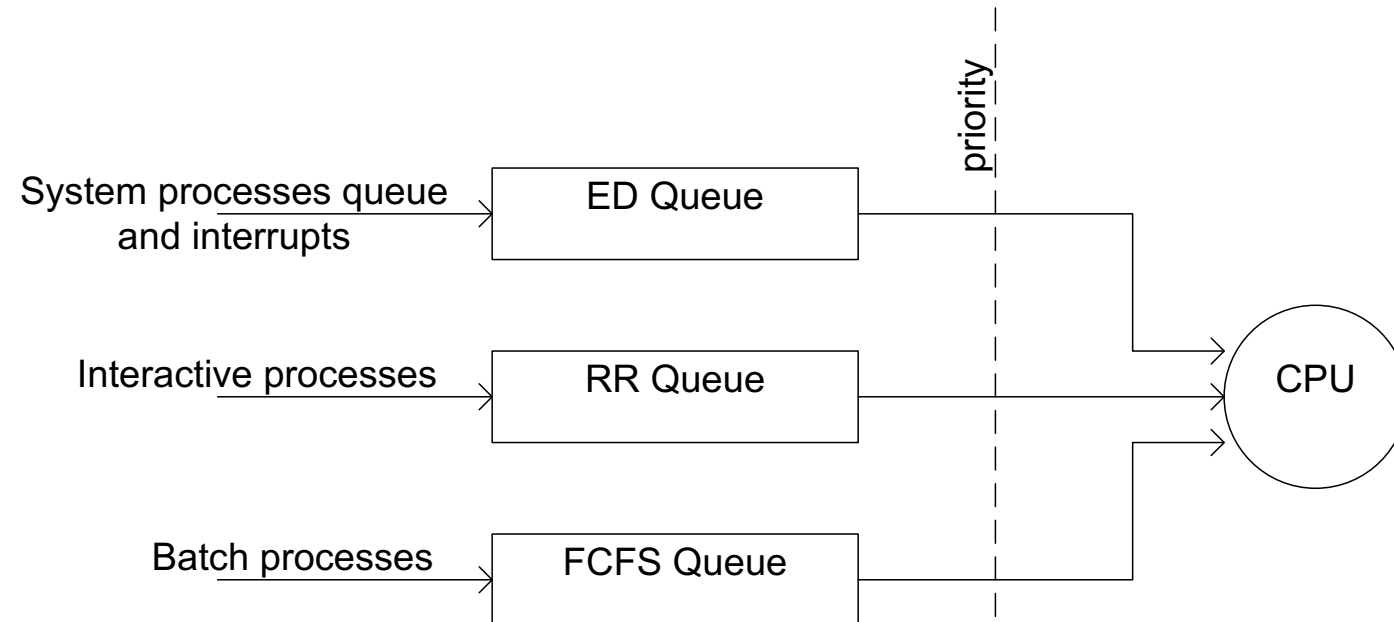 priority
System processes queue
and interrupts
ED Queue
Interactive processes
RR Queue
CPU
Batch processes
FCFS Queue